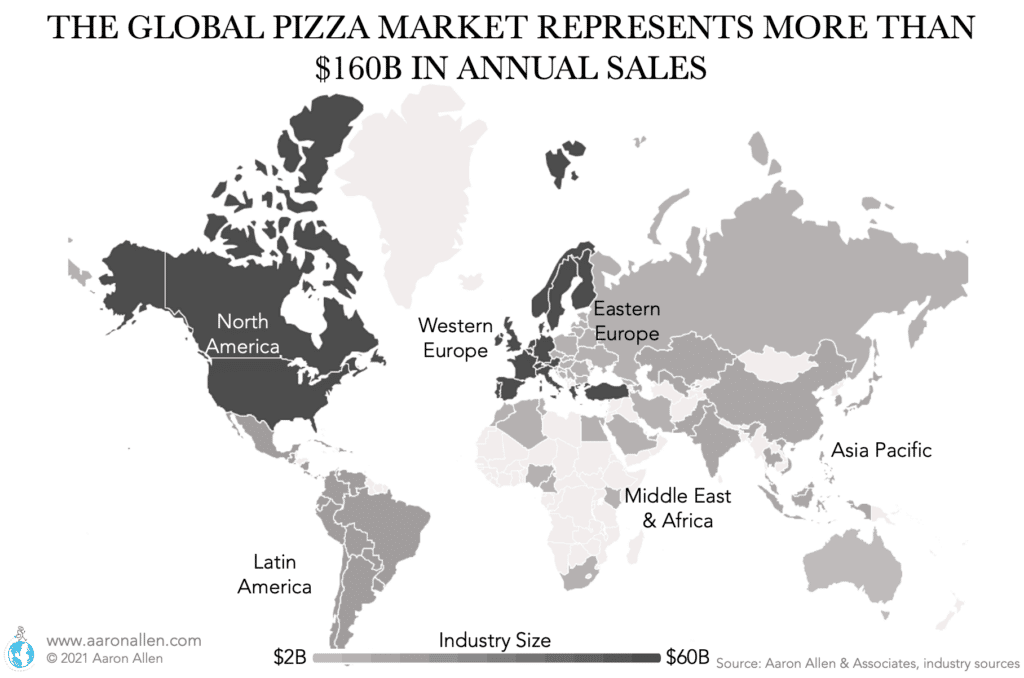 THE GLOBAL PIZZA MARKET REPRESENTS MORE THAN
$160B IN ANNUAL SALES
North
America
Western
Europe
Eastern
Europe
Asia Pacific
Middle East
& Africa
Latin
America
Industry Size
$2B
$60B
www.aaronallen.com
© 2021 Aaron Allen
Source: Aaron Allen & Associates, industry sources